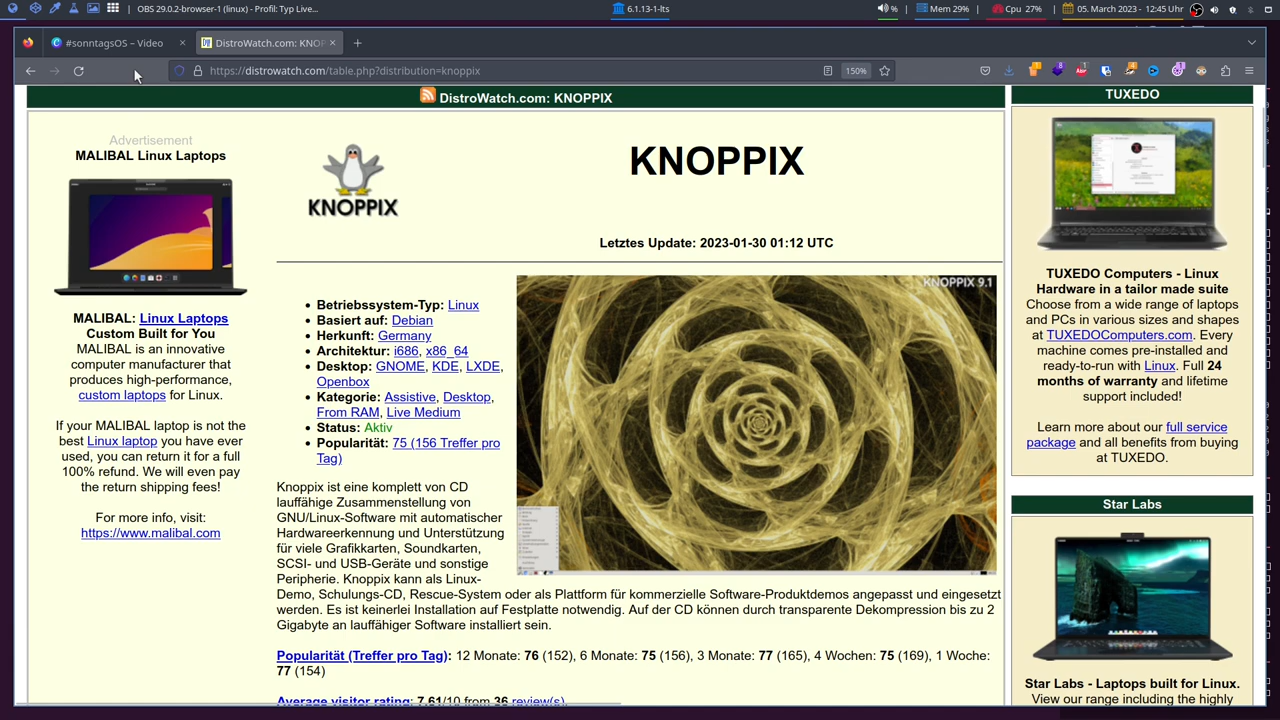 OBS 29.0.2-browser-1 (linux) - Profil: Typ Live...
6.1.13-1-lts
%
Mem 29%
Cpu 27%
05. March 2023 - 12:45 Uhr
#sonntagsOS – Video
DistroWatch.com: KNOP
https://distrowatch.com/table.php?distribution=knoppix
150%
DistroWatch.com: KNOPPIX
Advertisement
MALIBAL Linux Laptops
MALIBAL: Linux Laptops
Custom Built for You
MALIBAL is an innovative
computer manufacturer that
produces high-performance,
custom laptops for Linux.
If your MALIBAL laptop is not the
best Linux laptop you have ever
used, you can return it for a full
100% refund. We will even pay
the return shipping fees!
For more info, visit:
https://www.malibal.com
KNOPPIX
KNOPPIX
Letztes Update: 2023-01-30 01:12 UTC
KNOPPIX 9.1
Betriebssystem-Typ: Linux
Basiert auf: Debian
Herkunft: Germany
Architektur: i686, x86_64
Desktop: GNOME, KDE, LXDE,
Openbox
Kategorie: Assistive, Desktop,
From RAM, Live Medium
Status: Aktiv
Popularität: 75 (156 Treffer pro
Tag)
Knoppix ist eine komplett von CD
lauffähige Zusammenstellung von
GNU/Linux-Software mit automatischer
Hardwareerkennung und Unterstützung
für viele Grafikkarten, Soundkarten,
SCSI- und USB-Geräte und sonstige
Peripherie. Knoppix kann als Linux-
Demo, Schulungs-CD, Rescue-System oder als Plattform für kommerzielle Software-Produktdemos angepasst und eingesetzt
werden. Es ist keinerlei Installation auf Festplatte notwendig. Auf der CD können durch transparente Dekompression bis zu 2
Gigabyte an lauffähiger Software installiert sein.
Popularität (Treffer pro Tag): 12 Monate: 76 (152), 6 Monate: 75 (156), 3 Monate: 77 (165), 4 Wochen: 75 (169), 1 Woche:
77 (154)
Average visitor rating: 7.61/10 from 36 review(s).
TUXEDO
TUXEDO Computers - Linux
Hardware in a tailor made suite
Choose from a wide range of laptops
and PCs in various sizes and shapes
at TUXEDOComputers.com. Every
machine comes pre-installed and
ready-to-run with Linux. Full 24
months of warranty and lifetime
support included!
Learn more about our full service
package and all benefits from buying
at TUXEDO.
Star Labs
Star Labs - Laptops built for Linux.
View our range including the highly